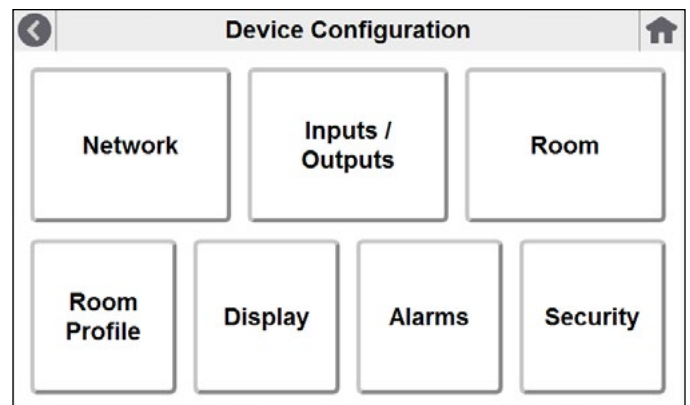 Device Configuration
Network
Inputs /
Outputs
Room
Room
Profile
Display
Alarms
Security